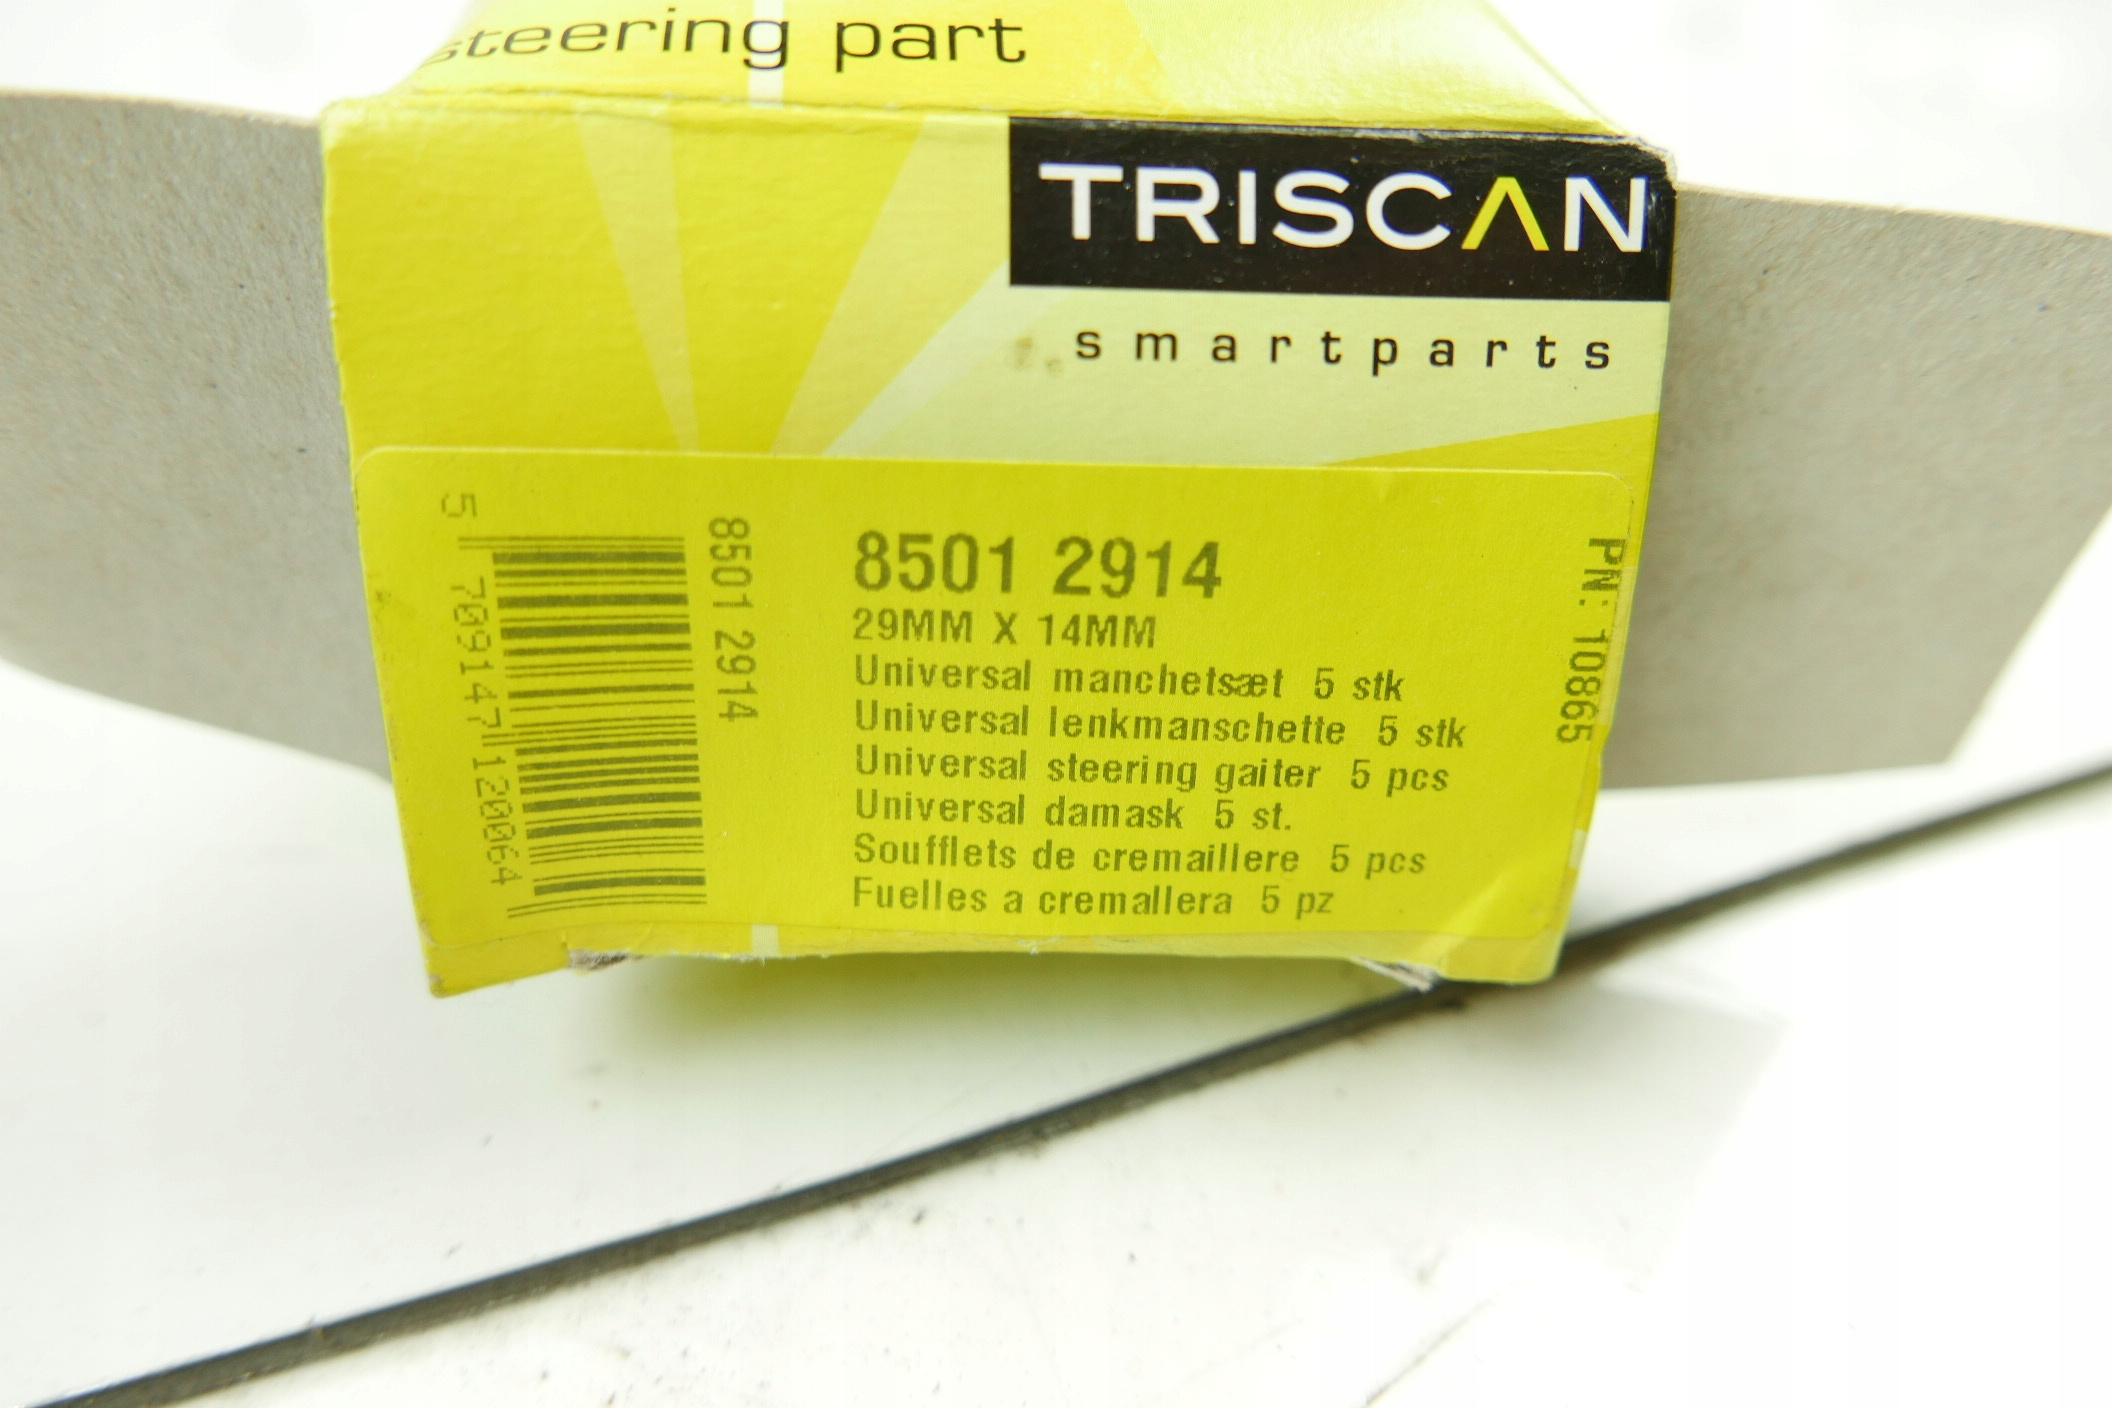 steering part
TRISCAN
smartparts
5 709147 120064
8501 2914
8501 2914
29MM X 14MM
Universal manchetsæt 5 stk
Universal lenkmanschette 5 stk
Universal steering gaiter 5 pcs
Universal damask 5 st.
Soufflets de cremaillere 5 pcs
Fuelles a cremallera 5 pz
PN: 10865